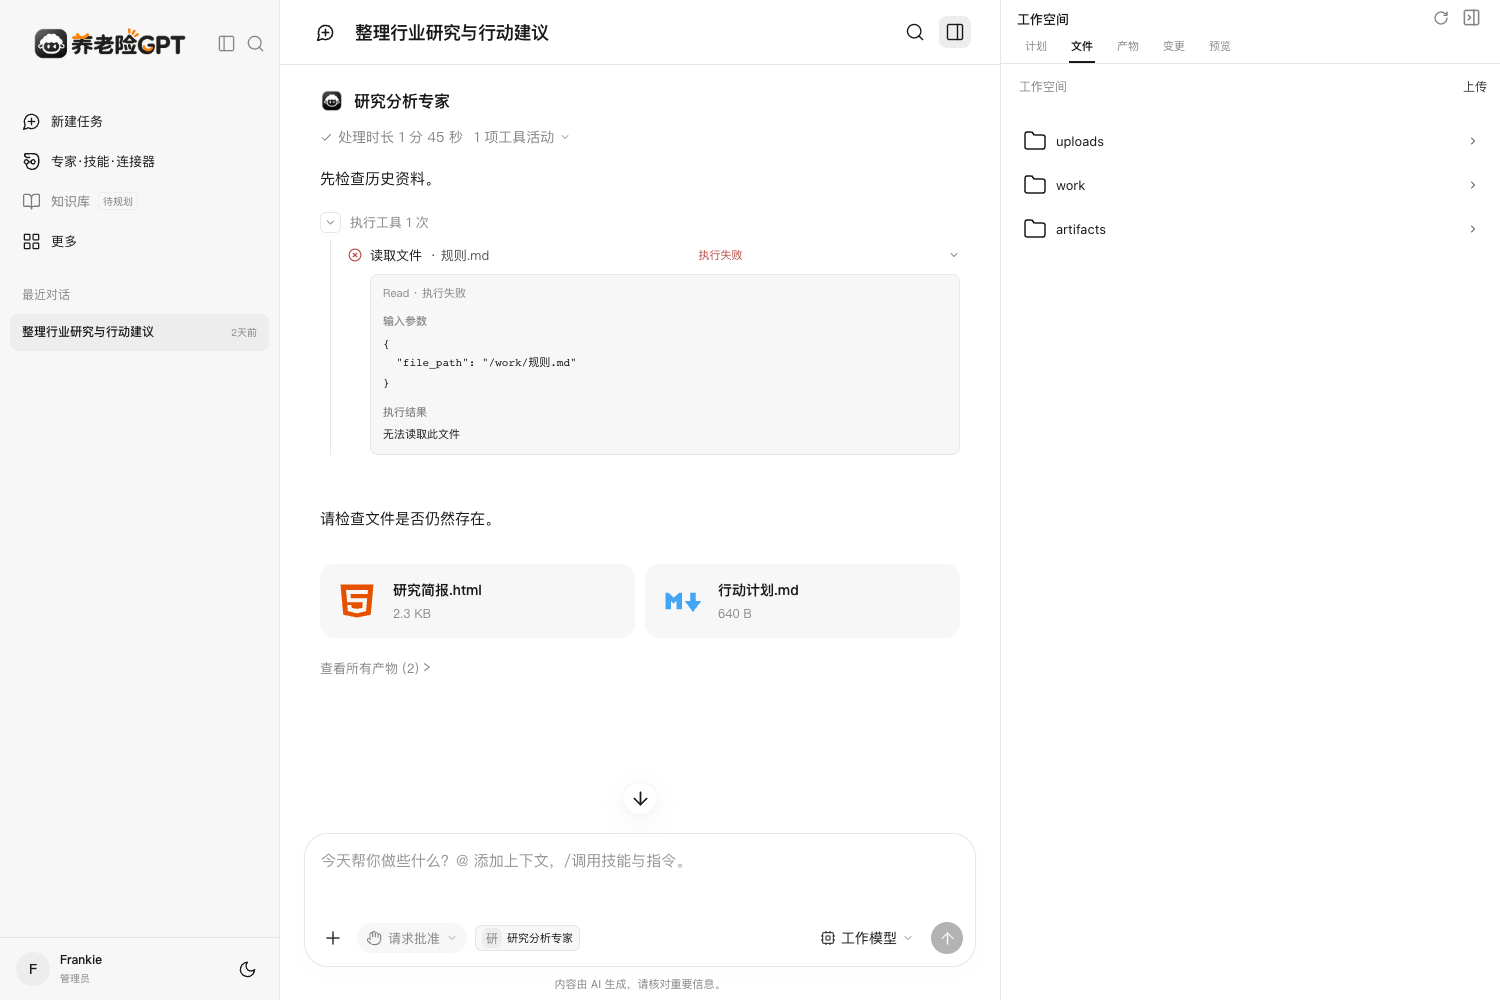 养老险GPT
新建任务
专家·技能·连接器
知识库 待规划
更多
最近对话
整理行业研究与行动建议 2天前
F
Frankie
管理员
整理行业研究与行动建议
研究分析专家
处理时长 1 分 45 秒 1 项工具活动
先检查历史资料。
执行工具 1 次
读取文件 · 规则.md 执行失败
Read · 执行失败
输入参数
{
"file_path": "/work/规则.md"
}
执行结果
无法读取此文件
请检查文件是否仍然存在。
研究简报.html
2.3 KB
行动计划.md
640 B
查看所有产物 (2)
今天帮你做些什么？@ 添加上下文，/调用技能与指令。
请求批准
研 研究分析专家
工作模型
内容由 AI 生成，请核对重要信息。
工作空间
计划 文件 产物 变更 预览
工作空间 上传
uploads
work
artifacts